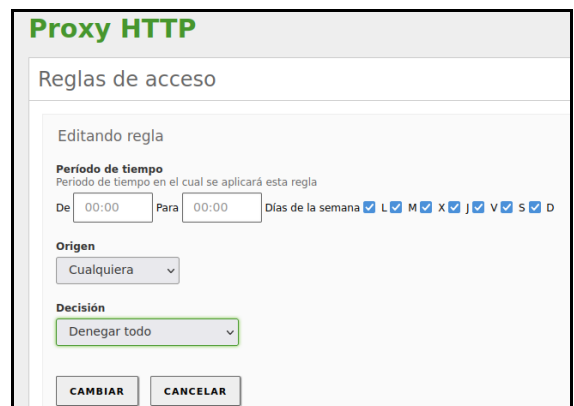 Proxy HTTP
Reglas de acceso
Editando regla
Período de tiempo
Periodo de tiempo en el cual se aplicará esta regla
De 00:00 Para 00:00 Días de la semana L M X J V S D
Origen
Cualquiera
Decisión
Denegar todo
CAMBIAR CANCELAR